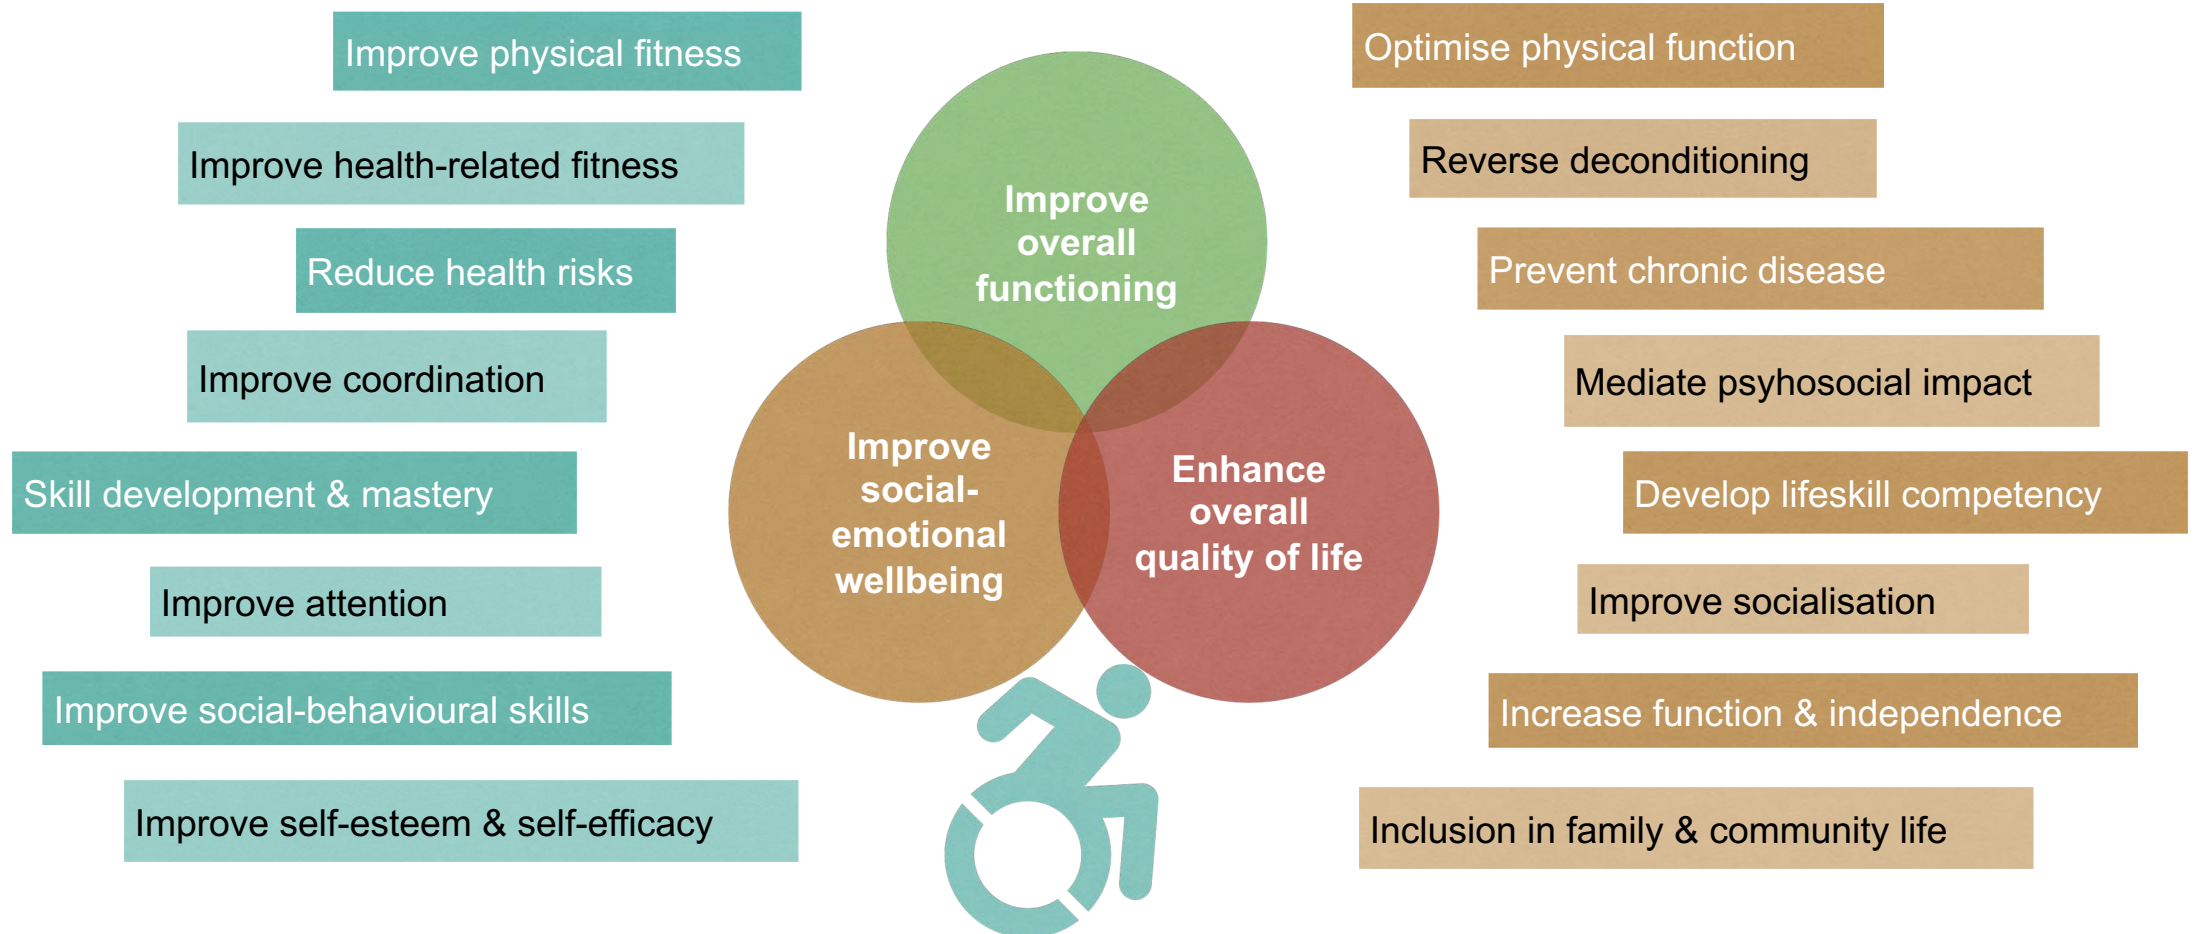 Improve physical fitness
Improve health-related fitness
Reduce health risks
Improve coordination
Skill development & mastery
Improve attention
Improve social-behavioural skills
Improve self-esteem & self-efficacy
Improve
overall
functioning
Improve
social-
emotional
wellbeing
Enhance
overall
quality of life
Optimise physical function
Reverse deconditioning
Prevent chronic disease
Mediate psyhosocial impact
Develop lifeskill competency
Improve socialisation
Increase function & independence
Inclusion in family & community life